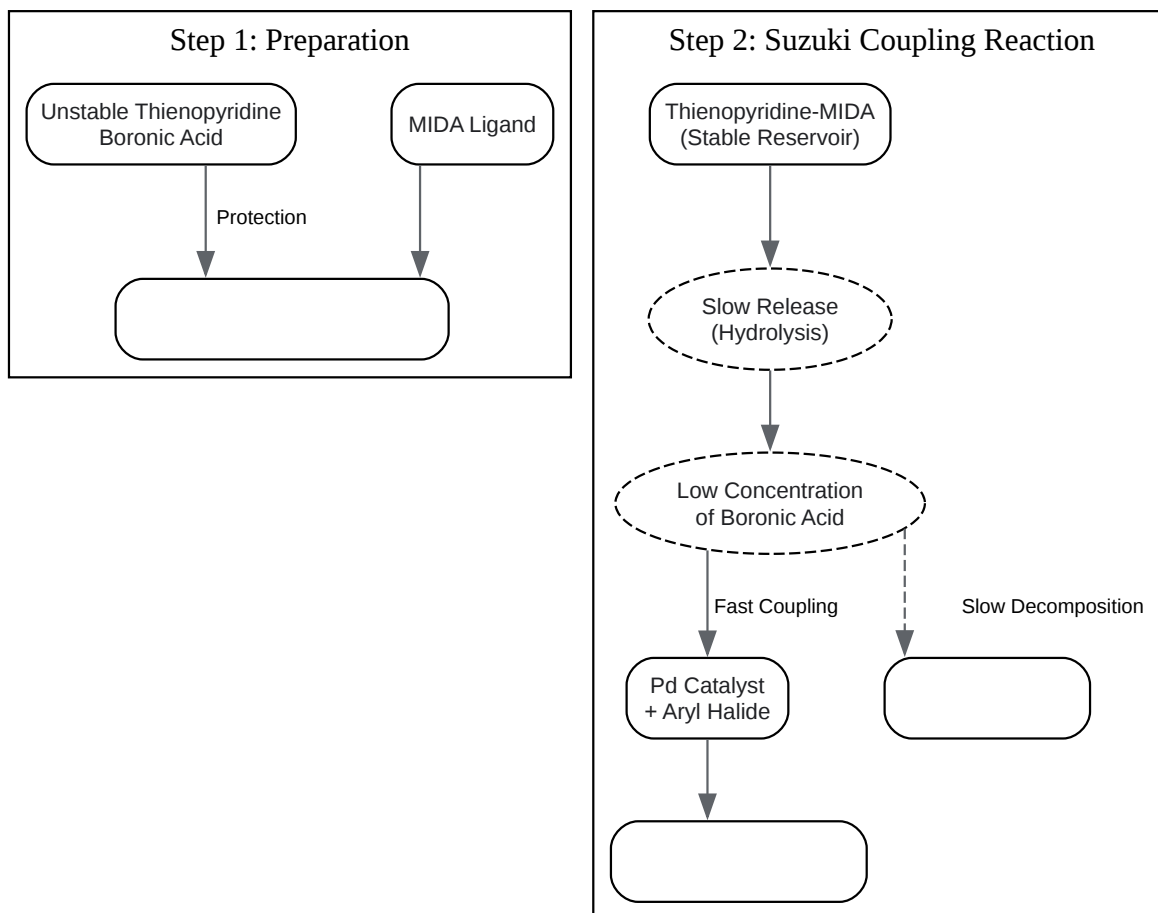 Step 1: Preparation
Unstable Thienopyridine
Boronic Acid
MIDA Ligand
Protection
Step 2: Suzuki Coupling Reaction
Thienopyridine-MIDA
(Stable Reservoir)
Slow Release
(Hydrolysis)
Low Concentration
of Boronic Acid
Fast Coupling
Slow Decomposition
Pd Catalyst
+ Aryl Halide